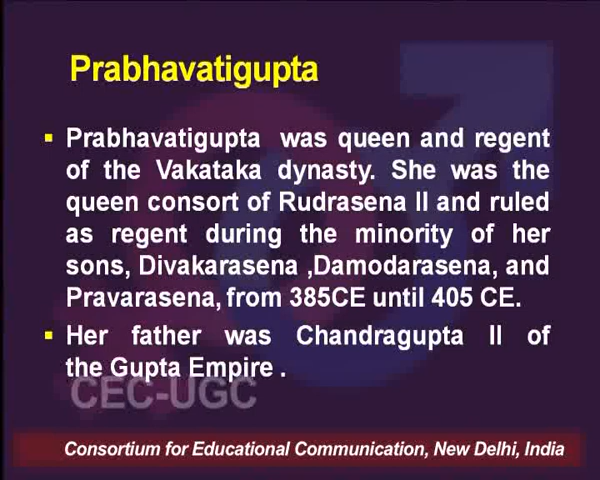 Prabhavatigupta
▪ Prabhavatigupta was queen and regent
of the Vakataka dynasty. She was the
queen consort of Rudrasena II and ruled
as regent during the minority of her
sons, Divakarasena ,Damodarasena, and
Pravarasena, from 385CE until 405 CE.
▪ Her father was Chandragupta II of
the Gupta Empire .
CEC-UGC
Consortium for Educational Communication, New Delhi, India